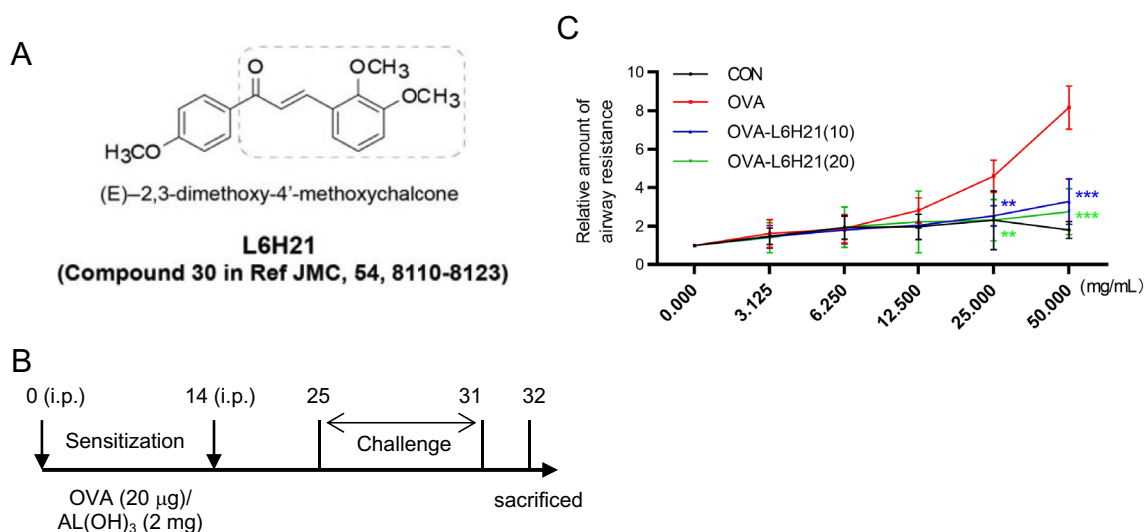 A
O
OCH3
OCH3
H3CO
(E)–2,3-dimethoxy-4'-methoxychalcone
L6H21
(Compound 30 in Ref JMC, 54, 8110-8123)
B
0 (i.p.)
14 (i.p.)
25
31
32
Sensitization
Challenge
OVA (20 μg)/
AL(OH)3 (2 mg)
sacrificed
C
Relative amount of
airway resistance
10
8
6
4
2
0
CON
OVA
OVA-L6H21(10)
OVA-L6H21(20)
**
***
***
**
0.000
3.125
6.250
12.500
25.000
50.000
(mg/mL)